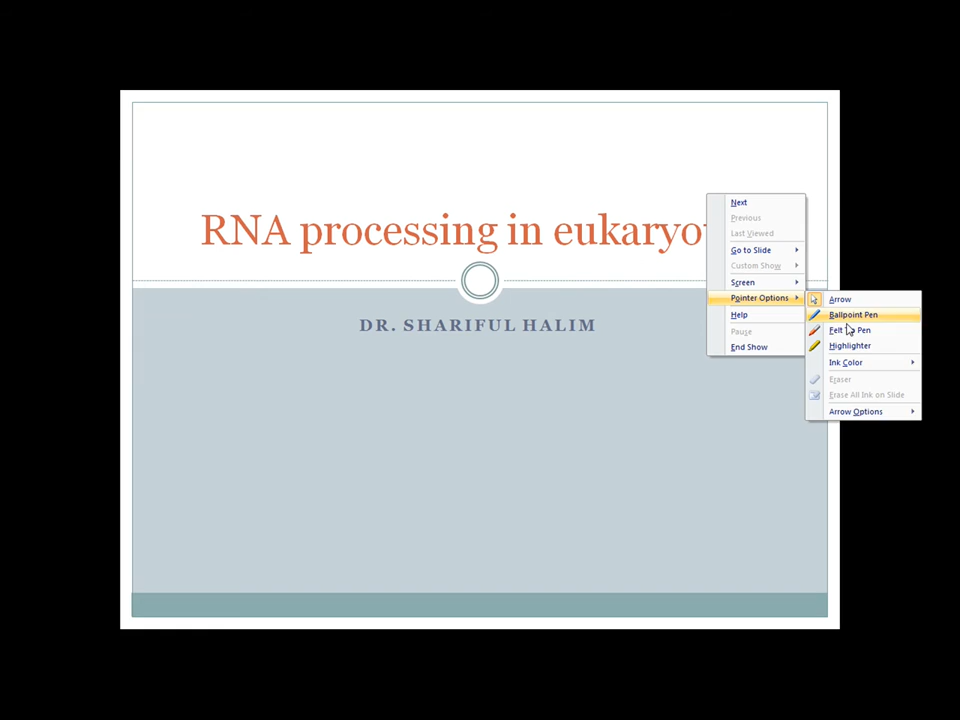 RNA processing in eukaryo
DR. SHARIFUL HALIM
Next
Previous
Last Viewed
Go to Slide
Custom Show
Screen
Pointer Options
Help
Pause
End Show
Arrow
Ballpoint Pen
Felt Pen
Highlighter
Ink Color
Eraser
Erase All Ink on Slide
Arrow Options